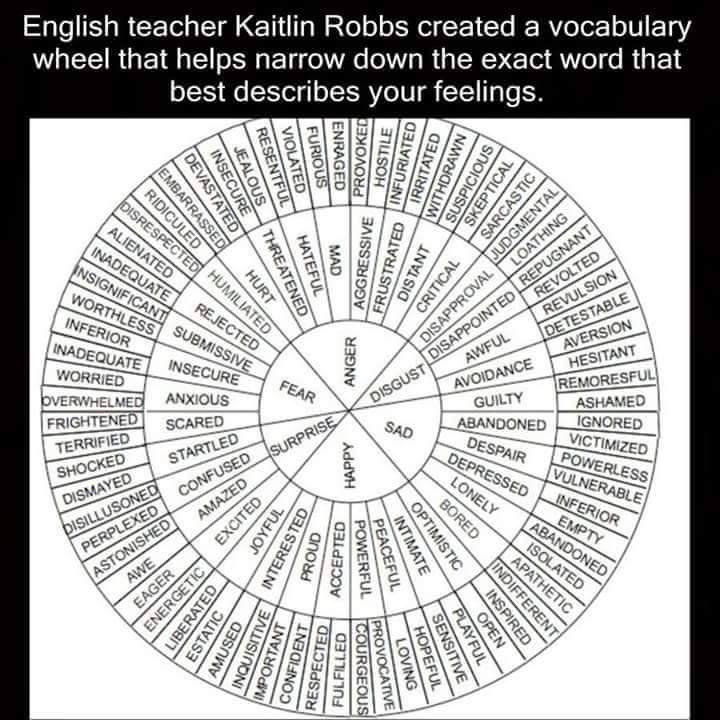 English teacher Kaitlin Robbs created a vocabulary
wheel that helps narrow down the exact word that
best describes your feelings.
ANGER
DISGUST
SAD
HAPPY
SURPRISE
FEAR
MAD
AGGRESSIVE
FRUSTRATED
DISTANT
CRITICAL
DISAPPROVAL
DISAPPOINTED
AWFUL
AVOIDANCE
GUILTY
ABANDONED
DESPAIR
DEPRESSED
LONELY
BORED
OPTIMISTIC
INTIMATE
PEACEFUL
POWERFUL
ACCEPTED
PROUD
INTERESTED
JOYFUL
EXCITED
AMAZED
CONFUSED
STARTLED
SCARED
ANXIOUS
INSECURE
SUBMISSIVE
REJECTED
HUMILIATED
HURT
THREATENED
HATEFUL
ENRAGED
PROVOKED
HOSTILE
INFURIATED
IRRITATED
WITHDRAWN
SUSPICIOUS
SKEPTICAL
SARCASTIC
JUDGMENTAL
LOATHING
REPUGNANT
REVOLTED
REVULSION
DETESTABLE
AVERSION
HESITANT
REMORESFUL
ASHAMED
IGNORED
VICTIMIZED
POWERLESS
VULNERABLE
INFERIOR
EMPTY
ABANDONED
ISOLATED
APATHETIC
INDIFFERENT
INSPIRED
OPEN
PLAYFUL
SENSITIVE
HOPEFUL
LOVING
PROVOCATIVE
COURGEOUS
FULFILLED
RESPECTED
CONFIDENT
IMPORTANT
INQUISITIVE
AMUSED
ESTATIC
LIBERATED
ENERGETIC
EAGER
AWE
ASTONISHED
PERPLEXED
DISILLUSONED
DISMAYED
SHOCKED
TERRIFIED
FRIGHTENED
OVERWHELMED
WORRIED
INADEQUATE
INFERIOR
WORTHLESS
INSIGNIFICANT
INADEQUATE
ALIENATED
DISRESPECTED
RIDICULED
EMBARRASSED
DEVASTATED
INSECURE
JEALOUS
RESENTFUL
VIOLATED
FURIOUS